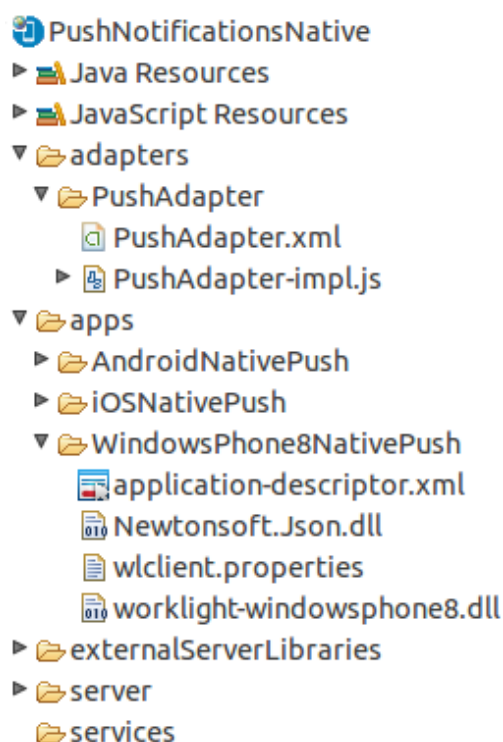 PushNotificationsNative
Java Resources
JavaScript Resources
adapters
PushAdapter
PushAdapter.xml
PushAdapter-impl.js
apps
AndroidNativePush
iOSNativePush
WindowsPhone8NativePush
application-descriptor.xml
Newtonsoft.Json.dll
wlclient.properties
worklight-windowsphone8.dll
externalServerLibraries
server
services